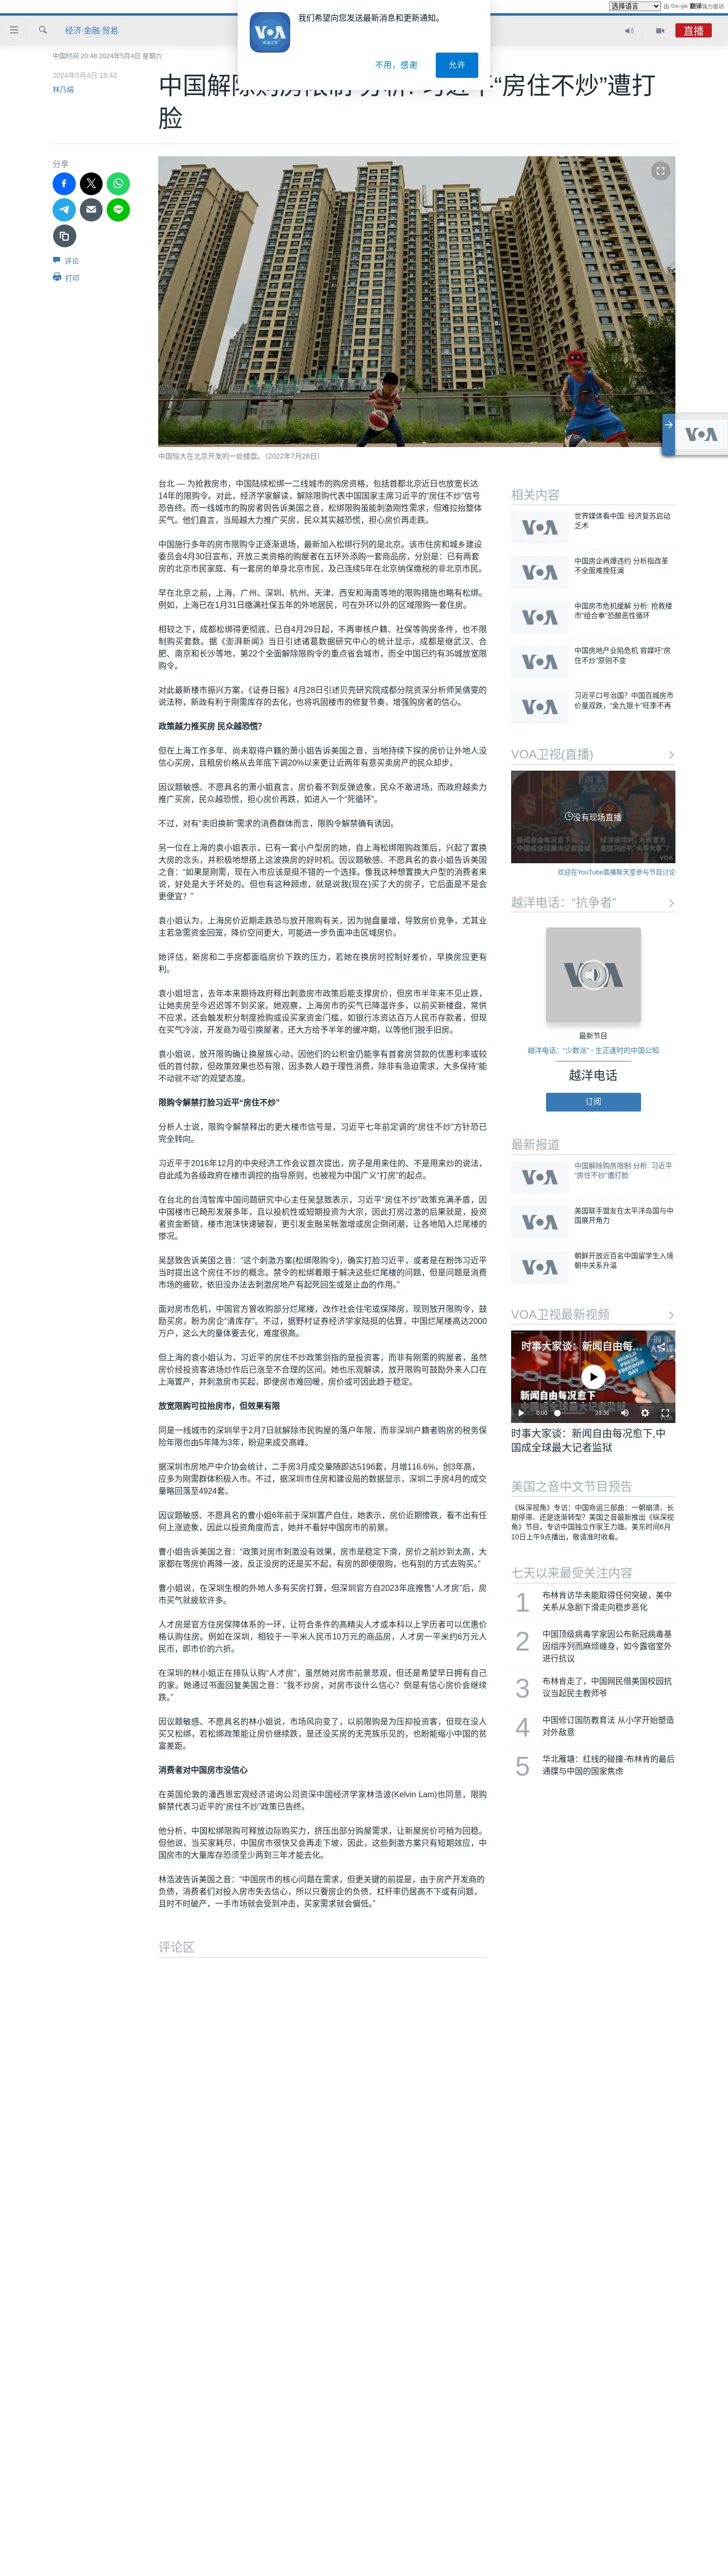 选择语言
由 Google 翻译强力驱动
经济·金融·贸易
直播
VOA
美国之音
我们希望向您发送最新消息和更新通知。
不用，感谢
允许
中国时间 20:48 2024年5月4日 星期六
2024年5月4日 19:43
林乃绢
中国解除购房限制 分析: 习近平“房住不炒”遭打
脸
分享
评论
打印
中国恒大在北京开发的一处楼盘。（2022年7月28日）
台北 — 为抢救房市，中国陆续松绑一二线城市的购房资格，包括首都北京近日也放宽长达
14年的限购令。对此，经济学家解读，解除限购代表中国国家主席习近平的“房住不炒”信号
恐告终。而一线城市的购房者则告诉美国之音，松绑限购虽能刺激刚性需求，但难拉抬整体
买气。他们直言，当局越大力推广买房，民众其实越恐慌，担心房价再走跌。
中国施行多年的房市限购令正逐渐退场，最新加入松绑行列的是北京。该市住房和城乡建设
委员会4月30日宣布，开放三类资格的购屋者在五环外添购一套商品房，分别是：已有两套
房的北京市民家庭、有一套房的单身北京市民，及已连续5年在北京纳保缴税的非北京市民。
早在北京之前，上海、广州、深圳、杭州、天津、西安和海南等地的限购措施也略有松绑。
例如，上海已在1月31日缴满社保五年的外地居民，可在外环以外的区域限购一套住房。
相较之下，成都松绑得更彻底，已自4月29日起，不再审核户籍、社保等购房条件，也不限
制购买套数。据《澎湃新闻》当日引述诸葛数据研究中心的统计显示，成都是继武汉、合
肥、南京和长沙等地，第22个全面解除限购令的重点省会城市，而全中国已约有35城放宽限
购令。
对此最新楼市振兴方案，《证券日报》4月28日引述贝壳研究院成都分院资深分析师吴倩雯的
说法称，新政有利于刚需库存的去化，也将巩固楼市的修复节奏，增强购房者的信心。
政策越力推买房 民众越恐慌？
但在上海工作多年、尚未取得户籍的萧小姐告诉美国之音，当地持续下探的房价让外地人没
信心买房，且租房价格从去年底下调20%以来更让近两年有意买卖房产的民众却步。
因议题敏感、不愿具名的萧小姐直言，房价看不到反弹迹象，民众不敢进场，而政府越卖力
推广买房，民众越恐慌，担心房价再跌，如进入一个“死循环”。
不过，对有“卖旧换新”需求的消费群体而言，限购令解禁确有诱因。
另一位在上海的袁小姐表示，已有一套小户型房的她，自上海松绑限购政策后，兴起了置换
大房的念头，并积极地想搭上这波换房的好时机。因议题敏感、不愿具名的袁小姐告诉美国
之音：“如果是刚需，现在入市应该是挺不错的一个选择。像我这种想要换大户型的消费者来
说，好处是大于坏处的。但也有这种顾虑，就是说我(现在)买了大的房子，它后面是不是会
更便宜？”
袁小姐认为，上海房价近期走跌恐与放开限购有关，因为抛盘量增，导致房价竞争，尤其业
主若急需资金回笼，降价空间更大，可能进一步负面冲击区域房价。
她评估，新房和二手房都面临房价下跌的压力，若她在换房时控制好差价，早换房应更有
利。
袁小姐坦言，去年本来期待政府释出刺激房市政策后能支撑房价，但房市半年来不见止跌，
让她卖房至今迟迟等不到买家。她观察，上海房市的买气已降温许多，以前买新楼盘，常供
不应求，还会触发积分制度抢购或设买家资金门槛，如银行冻资达百万人民币存款者，但现
在买气冷淡，开发商为吸引换屋者，还大方给予半年的缓冲期，以等他们脱手旧房。
袁小姐说，放开限购确让换屋族心动，因他们的公积金仍能享有首套房贷款的优惠利率或较
低的首付款，但政策效果也恐有限，因多数人趋于理性消费，除非有急迫需求，大多保持“能
不动就不动”的观望态度。
限购令解禁打脸习近平“房住不炒”
分析人士说，限购令解禁释出的更大楼市信号是，习近平七年前定调的“房住不炒”方针恐已
完全转向。
习近平于2016年12月的中央经济工作会议首次提出，房子是用来住的、不是用来炒的说法，
自此成为各级政府在楼市调控的指导原则，也被视为中国广义“打房”的起点。
在台北的台湾智库中国问题研究中心主任吴瑟致表示，习近平“房住不炒”政策充满矛盾，因
中国楼市已畸形发展多年，且以投机性或短期投资为大宗，因此打房过激的后果就是，投资
者资金断链，楼市泡沫快速破裂，更引发金融呆帐激增或房企倒闭潮，让各地陷入烂尾楼的
惨况。
吴瑟致告诉美国之音：“这个刺激方案(松绑限购令)，确实打脸习近平，或者是在粉饰习近平
当时提出这个房住不炒的概念。禁令的松绑着眼于解决这些烂尾楼的问题，但是问题是消费
市场的疲软，依旧没办法去刺激房地产有起死回生或是止血的作用。”
面对房市危机，中国官方曾收购部分烂尾楼，改作社会住宅或保障房，现则放开限购令，鼓
励买房，盼为房企“清库存”。不过，据野村证券经济学家陆挺的估算，中国烂尾楼高达2000
万户，这么大的量体要去化，难度很高。
但上海的袁小姐认为，习近平的房住不炒政策剑指的是投资客，而非有刚需的购屋者，虽然
房价经投资客进场炒作后已涨至不合理的区间。她也乐观解读，放开限购可鼓励外来人口在
上海置产，并刺激房市买起，即便房市难回暖，房价或可因此趋于稳定。
放宽限购可拉抬房市，但效果有限
同是一线城市的深圳早于2月7日就解除市民购屋的落户年限，而非深圳户籍者购房的税务保
险年限也由5年降为3年，盼迎来成交高峰。
据深圳市房地产中介协会统计，二手房3月成交量随即达5196套，月增116.6%，创3年高，
应多为刚需群体积极入市。不过，据深圳市住房和建设局的数据显示，深圳二手房4月的成交
量略回落至4924套。
因议题敏感、不愿具名的曹小姐6年前于深圳置产自住，她表示，房价近期惨跌，看不出有任
何上涨迹象，因此以投资角度而言，她并不看好中国房市的前景。
曹小姐告诉美国之音：“政策对房市刺激没有效果，房市是稳定下滑，房价之前炒到太高，大
家都在等房价再降一波，反正没房的还是买不起，有房的即使限购，也有别的方式去购买。”
曹小姐说，在深圳生根的外地人多有买房打算，但深圳官方自2023年底推售“人才房”后，房
市买气就疲软许多。
人才房是官方住房保障体系的一环，让符合条件的高精尖人才或本科以上学历者可以优惠价
格认购住房。例如在深圳，相较于一平米人民币10万元的商品房，人才房一平米约6万元人
民币，即市价的六折。
在深圳的林小姐正在排队认购“人才房”，虽然她对房市前景悲观，但还是希望早日拥有自己
的家。她通过书面回复美国之音：“我不炒房，对房市谈什么信心？倒是有信心房价会继续
跌。”
因议题敏感、不愿具名的林小姐说，市场风向变了，以前限购是为压抑投资客，但现在没人
买又松绑，若松绑政策能让房价继续跌，是还没买房的无壳族乐见的，也盼能缩小中国的贫
富差距。
消费者对中国房市没信心
在英国伦敦的潘西恩宏观经济谘询公司资深中国经济学家林浩波(Kelvin Lam)也同意，限购
解禁代表习近平的“房住不炒”政策已告终。
他分析，中国松绑限购可释放边际购买力，挤压出部分购屋需求，让新屋房价可稍为回稳。
但他说，当买家耗尽，中国房市很快又会再走下坡，因此，这些刺激方案只有短期效应，中
国房市的大量库存恐须至少两到三年才能去化。
林浩波告诉美国之音：“中国房市的核心问题在需求，但更关键的前提是，由于房产开发商的
负债，消费者们对投入房市失去信心，所以只要房企的负债、杠杆率仍居高不下或有问题，
且时不时破产，一手市场就会受到冲击，买家需求就会偏低。”
评论区
VOA
相关内容
VOA
世界媒体看中国: 经济复苏启动
乏术
VOA
中国房企再爆违约 分析指改革
不全面难挽狂澜
VOA
中国房市危机缓解 分析: 抢救楼
市“组合拳”恐酿恶性循环
VOA
中国房地产业陷危机 官媒吁“房
住不炒”原则不变
VOA
习近平口号治国？中国百城房市
价量双跌，“金九银十”旺季不再
VOA卫视(直播)
没有现场直播
欢迎在YouTube直播聊天室参与节目讨论
越洋电话：“抗争者”
VOA
最新节目
越洋电话：“少数派” - 生正逢时的中国公知
越洋电话
订阅
最新报道
VOA
中国解除购房限制 分析: 习近平
“房住不炒”遭打脸
VOA
美国联手盟友在太平洋岛国与中
国展开角力
VOA
朝鲜开放近百名中国留学生入境
朝中关系升温
VOA卫视最新视频
时事大家谈：新闻自由每...
WORLD PRESS FREEDOM DAY
新闻自由每况愈下
0:00
29:36
时事大家谈：新闻自由每况愈下,中
国成全球最大记者监狱
美国之音中文节目预告
《纵深视角》专访：中国命运三部曲：一朝崩溃、长
期停滞、还是逐渐转型？美国之音最新推出《纵深视
角》节目，专访中国独立作家王力雄。美东时间6月
10日上午9点播出，敬请准时收看。
七天以来最受关注内容
1
布林肯访华未能取得任何突破，美中
关系从急剧下滑走向稳步恶化
2
中国顶级病毒学家因公布新冠病毒基
因组序列而麻烦缠身，如今露宿室外
进行抗议
3
布林肯走了，中国网民借美国校园抗
议当起民主教师爷
4
中国修订国防教育法 从小学开始塑造
对外敌意
5
华北雁塘：红线的碰撞-布林肯的最后
通牒与中国的国家焦虑